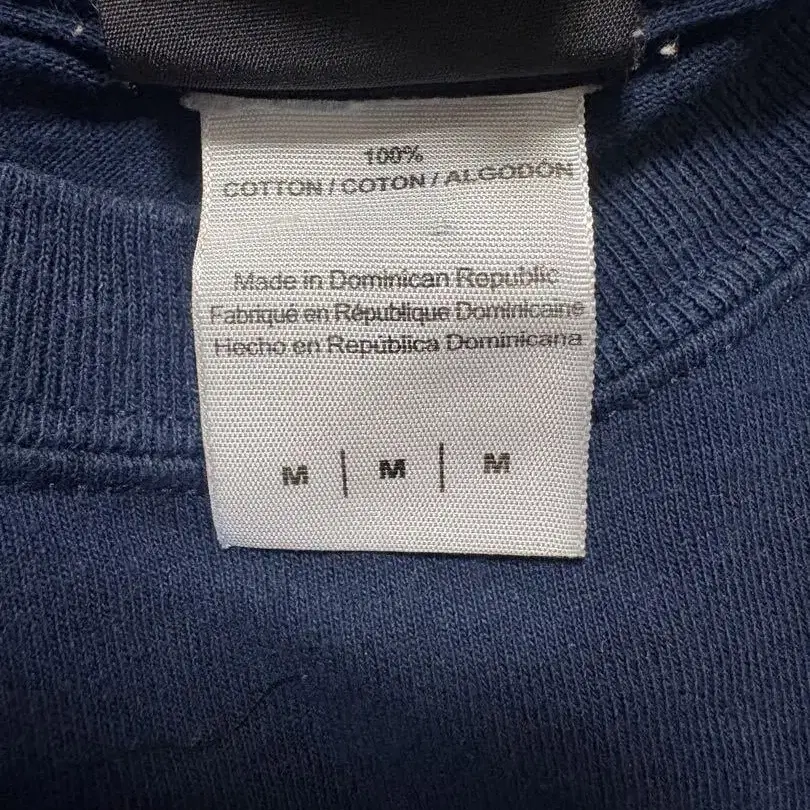 100%
COTTON / COTON / ALGODÓN
Made in Dominican Republic
Fabriqué en République Dominicaine
Hecho en República Dominicana
M | M | M